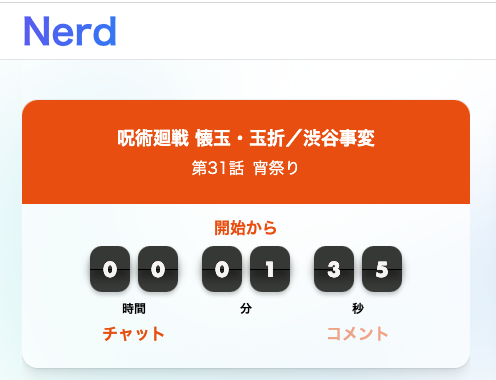 Nerd
呪術廻戦 懐玉・玉折／渋谷事変
第31話 宵祭り
開始から
0 0 0 1 3 5
時間 分 秒
チャット コメント